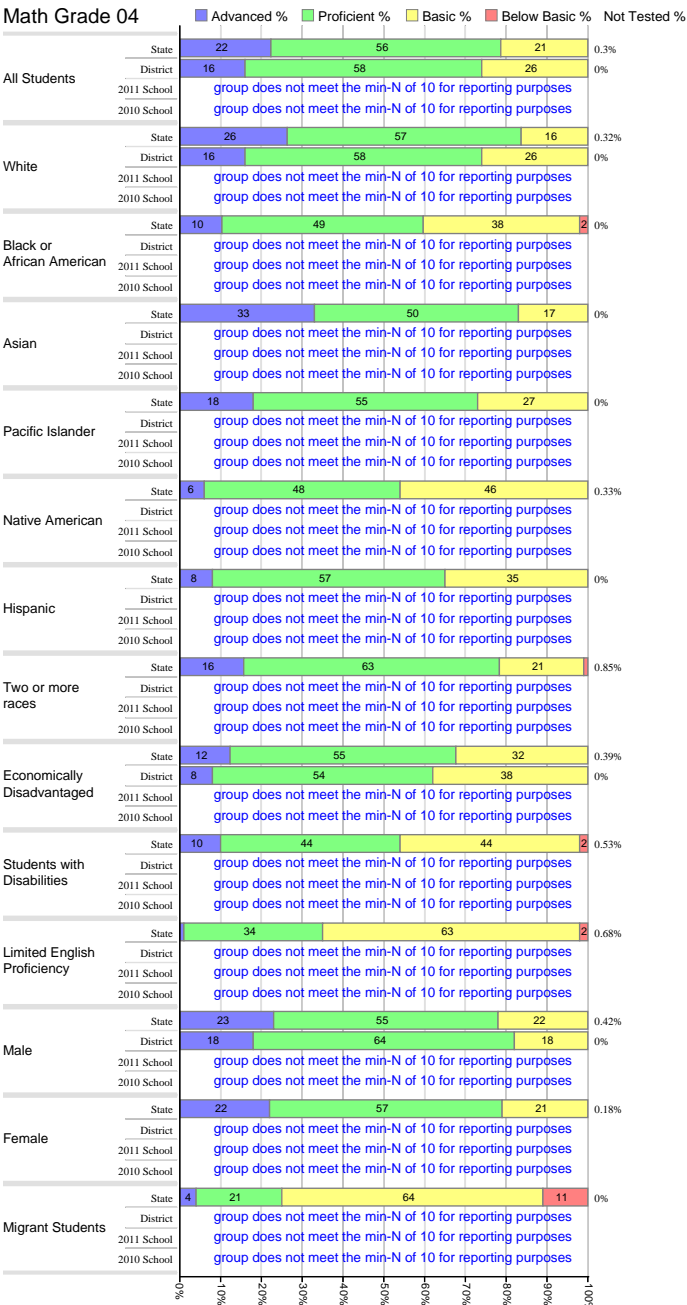 Math Grade 04 Advanced % Proficient % Basic % Below Basic % Not Tested %
All Students
State 22 56 21 0.3%
District 16 58 26 0%
2011 School group does not meet the min-N of 10 for reporting purposes
2010 School group does not meet the min-N of 10 for reporting purposes
White
State 26 57 16 0.32%
District 16 58 26 0%
2011 School group does not meet the min-N of 10 for reporting purposes
2010 School group does not meet the min-N of 10 for reporting purposes
Black or
African American
State 10 49 38 2 0%
District group does not meet the min-N of 10 for reporting purposes
2011 School group does not meet the min-N of 10 for reporting purposes
2010 School group does not meet the min-N of 10 for reporting purposes
Asian
State 33 50 17 0%
District group does not meet the min-N of 10 for reporting purposes
2011 School group does not meet the min-N of 10 for reporting purposes
2010 School group does not meet the min-N of 10 for reporting purposes
Pacific Islander
State 18 55 27 0%
District group does not meet the min-N of 10 for reporting purposes
2011 School group does not meet the min-N of 10 for reporting purposes
2010 School group does not meet the min-N of 10 for reporting purposes
Native American
State 6 48 46 0.33%
District group does not meet the min-N of 10 for reporting purposes
2011 School group does not meet the min-N of 10 for reporting purposes
2010 School group does not meet the min-N of 10 for reporting purposes
Hispanic
State 8 57 35 0%
District group does not meet the min-N of 10 for reporting purposes
2011 School group does not meet the min-N of 10 for reporting purposes
2010 School group does not meet the min-N of 10 for reporting purposes
Two or more
races
State 16 63 21 0.85%
District group does not meet the min-N of 10 for reporting purposes
2011 School group does not meet the min-N of 10 for reporting purposes
2010 School group does not meet the min-N of 10 for reporting purposes
Economically
Disadvantaged
State 12 55 32 0.39%
District 8 54 38 0%
2011 School group does not meet the min-N of 10 for reporting purposes
2010 School group does not meet the min-N of 10 for reporting purposes
Students with
Disabilities
State 10 44 44 2 0.53%
District group does not meet the min-N of 10 for reporting purposes
2011 School group does not meet the min-N of 10 for reporting purposes
2010 School group does not meet the min-N of 10 for reporting purposes
Limited English
Proficiency
State 34 63 2 0.68%
District group does not meet the min-N of 10 for reporting purposes
2011 School group does not meet the min-N of 10 for reporting purposes
2010 School group does not meet the min-N of 10 for reporting purposes
Male
State 23 55 22 0.42%
District 18 64 18 0%
2011 School group does not meet the min-N of 10 for reporting purposes
2010 School group does not meet the min-N of 10 for reporting purposes
Female
State 22 57 21 0.18%
District group does not meet the min-N of 10 for reporting purposes
2011 School group does not meet the min-N of 10 for reporting purposes
2010 School group does not meet the min-N of 10 for reporting purposes
Migrant Students
State 4 21 64 11 0%
District group does not meet the min-N of 10 for reporting purposes
2011 School group does not meet the min-N of 10 for reporting purposes
2010 School group does not meet the min-N of 10 for reporting purposes
0% 10% 20% 30% 40% 50% 60% 70% 80% 90% 100%